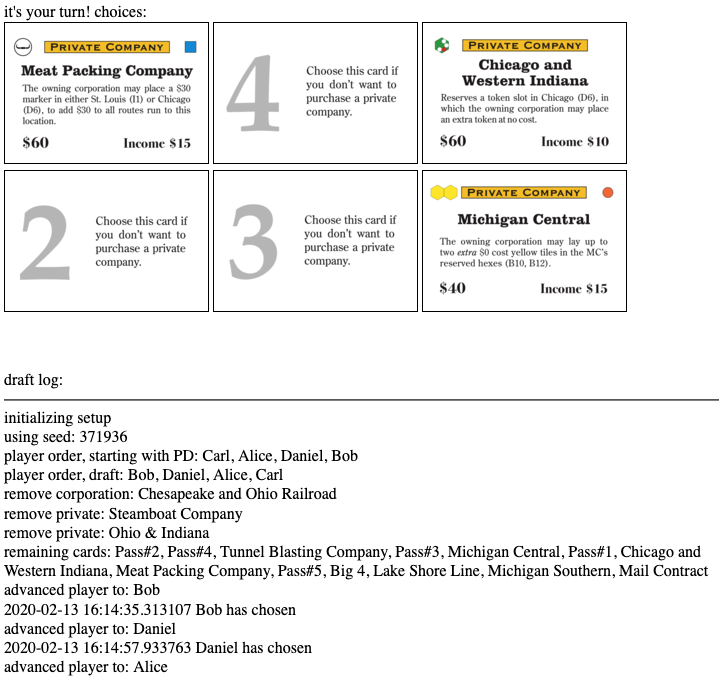 it's your turn! choices:
PRIVATE COMPANY
Meat Packing Company
The owning corporation may place a $30
marker in either St. Louis (I1) or Chicago
(D6), to add $30 to all routes run to this
location.
$60 Income $15
4
Choose this card if
you don't want to
purchase a private
company.
PRIVATE COMPANY
Chicago and
Western Indiana
Reserves a token slot in Chicago (D6), in
which the owning corporation may place
an extra token at no cost.
$60 Income $10
2
Choose this card if
you don't want to
purchase a private
company.
3
Choose this card if
you don't want to
purchase a private
company.
PRIVATE COMPANY
Michigan Central
The owning corporation may lay up to
two extra $0 cost yellow tiles in the MC's
reserved hexes (B10, B12).
$40 Income $15
draft log:
initializing setup
using seed: 371936
player order, starting with PD: Carl, Alice, Daniel, Bob
player order, draft: Bob, Daniel, Alice, Carl
remove corporation: Chesapeake and Ohio Railroad
remove private: Steamboat Company
remove private: Ohio & Indiana
remaining cards: Pass#2, Pass#4, Tunnel Blasting Company, Pass#3, Michigan Central, Pass#1, Chicago and
Western Indiana, Meat Packing Company, Pass#5, Big 4, Lake Shore Line, Michigan Southern, Mail Contract
advanced player to: Bob
2020-02-13 16:14:35.313107 Bob has chosen
advanced player to: Daniel
2020-02-13 16:14:57.933763 Daniel has chosen
advanced player to: Alice